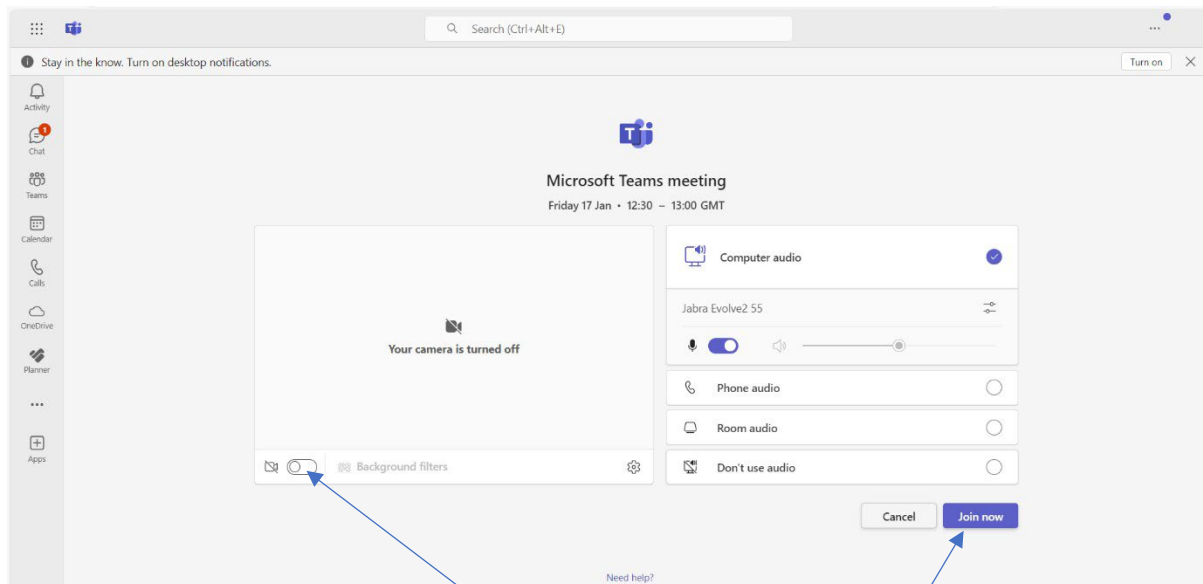 Search (Ctrl+Alt+E)
Stay in the know. Turn on desktop notifications.
Turn on
Activity
1
Chat
Teams
Calendar
Calls
OneDrive
Planner
Apps
T
Microsoft Teams meeting
Friday 17 Jan • 12:30 – 13:00 GMT
Your camera is turned off
Background filters
Computer audio
Jabra Evolve2 55
Phone audio
Room audio
Don't use audio
Cancel
Join now
Need help?